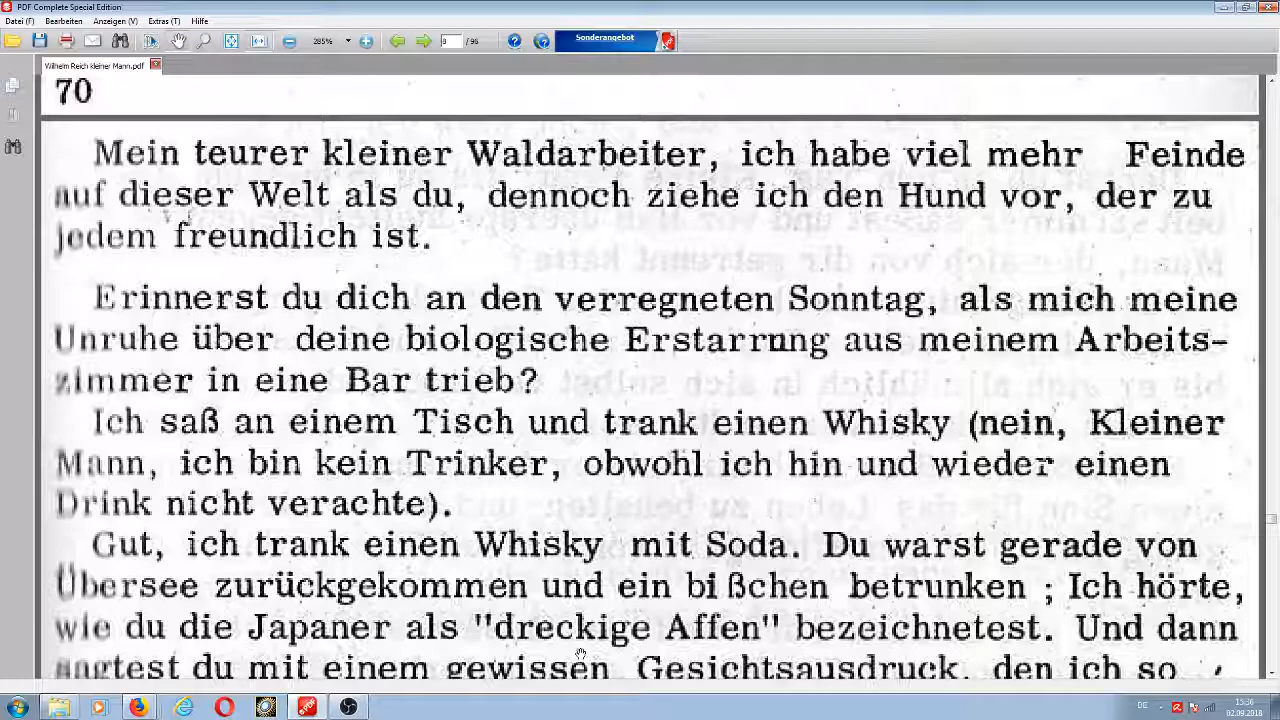 PDF Complete Special Edition
Datei (F) Bearbeiten Anzeigen (V) Extras (T) Hilfe
285% 9 / 95 Sonderangebot
Wilhelm Reich kleiner Mann.pdf
70
Mein teurer kleiner Waldarbeiter, ich habe viel mehr Feinde
auf dieser Welt als du, dennoch ziehe ich den Hund vor, der zu
jedem freundlich ist.
Erinnerst du dich an den verregneten Sonntag, als mich meine
Unruhe über deine biologische Erstarrung aus meinem Arbeits-
zimmer in eine Bar trieb?
Ich saß an einem Tisch und trank einen Whisky (nein, Kleiner
Mann, ich bin kein Trinker, obwohl ich hin und wieder einen
Drink nicht verachte).
Gut, ich trank einen Whisky mit Soda. Du warst gerade von
Übersee zurückgekommen und ein bißchen betrunken ; Ich hörte,
wie du die Japaner als "dreckige Affen" bezeichnetest. Und dann
sagtest du mit einem gewissen Gesichtsausdruck, den ich so
DE 15:36
02.09.2018